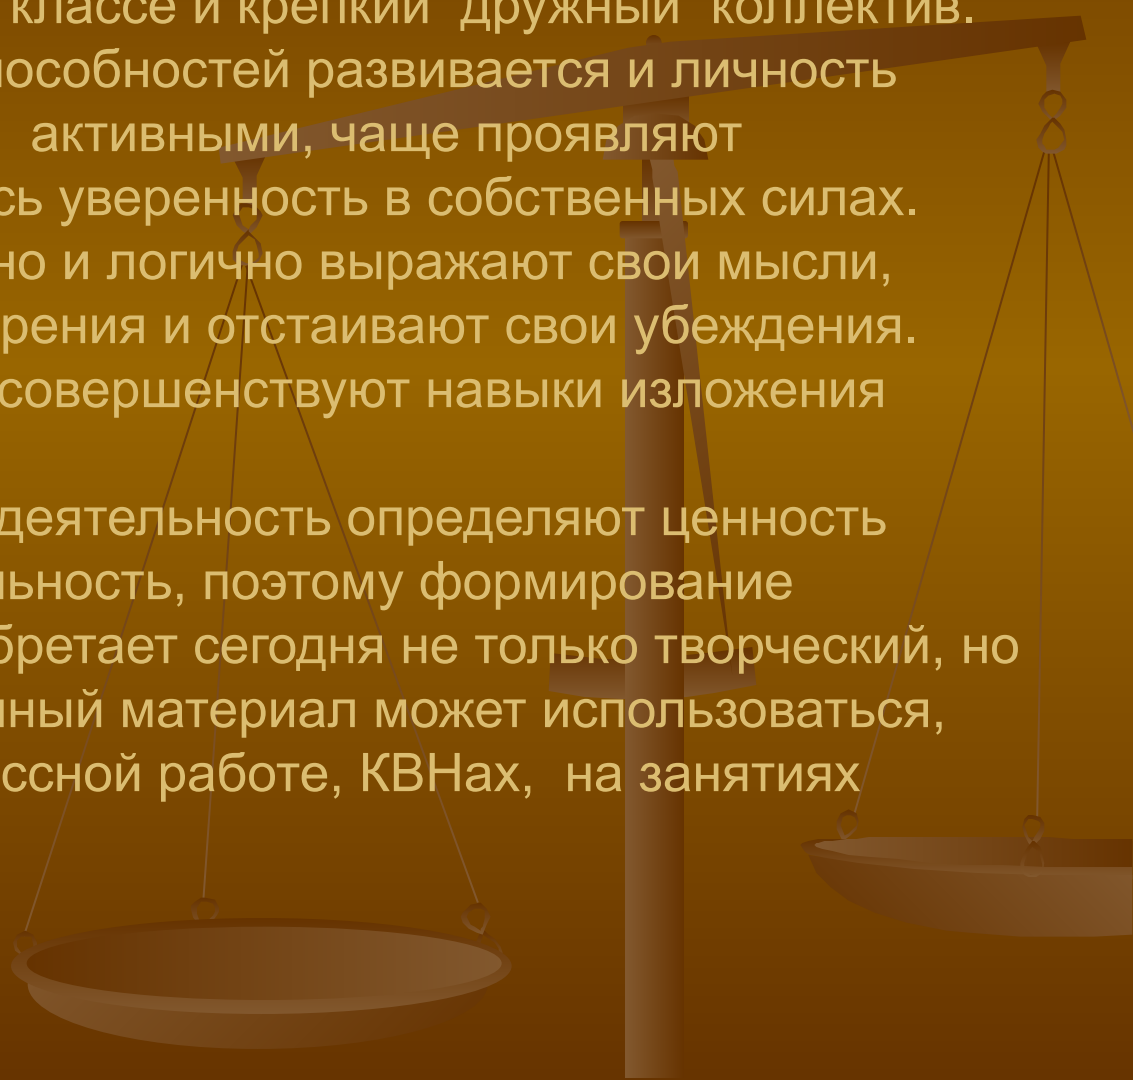 классе и крепкий дружный коллектив.
пособностей развивается и личность
активными, чаще проявляют
сь уверенность в собственных силах.
но и логично выражают свои мысли,
рения и отстаивают свои убеждения.
совершенствуют навыки изложения
деятельность определяют ценность
льность, поэтому формирование
бретает сегодня не только творческий, но
нный материал может использоваться,
ссной работе, КВНах, на занятиях